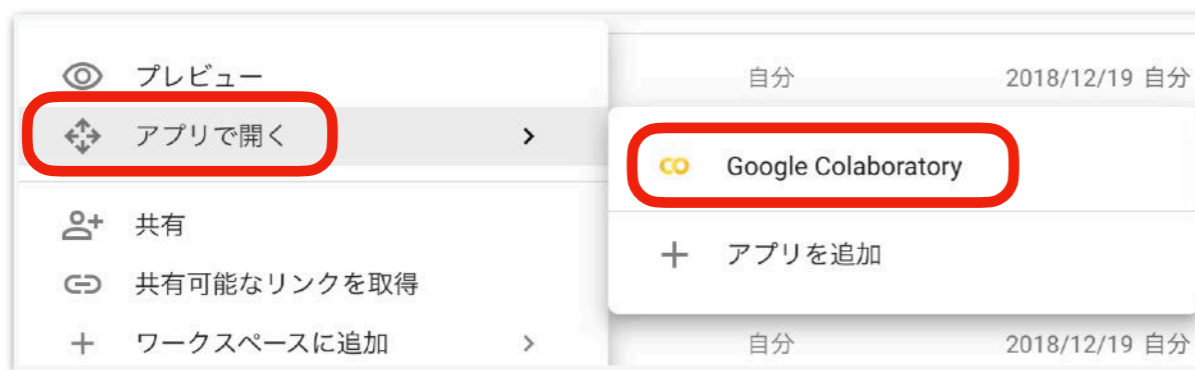 プレビュー
自分
2018/12/19 自分
アプリで開く
Google Colaboratory
共有
アプリを追加
共有可能なリンクを取得
ワークスペースに追加
自分
2018/12/19 自分